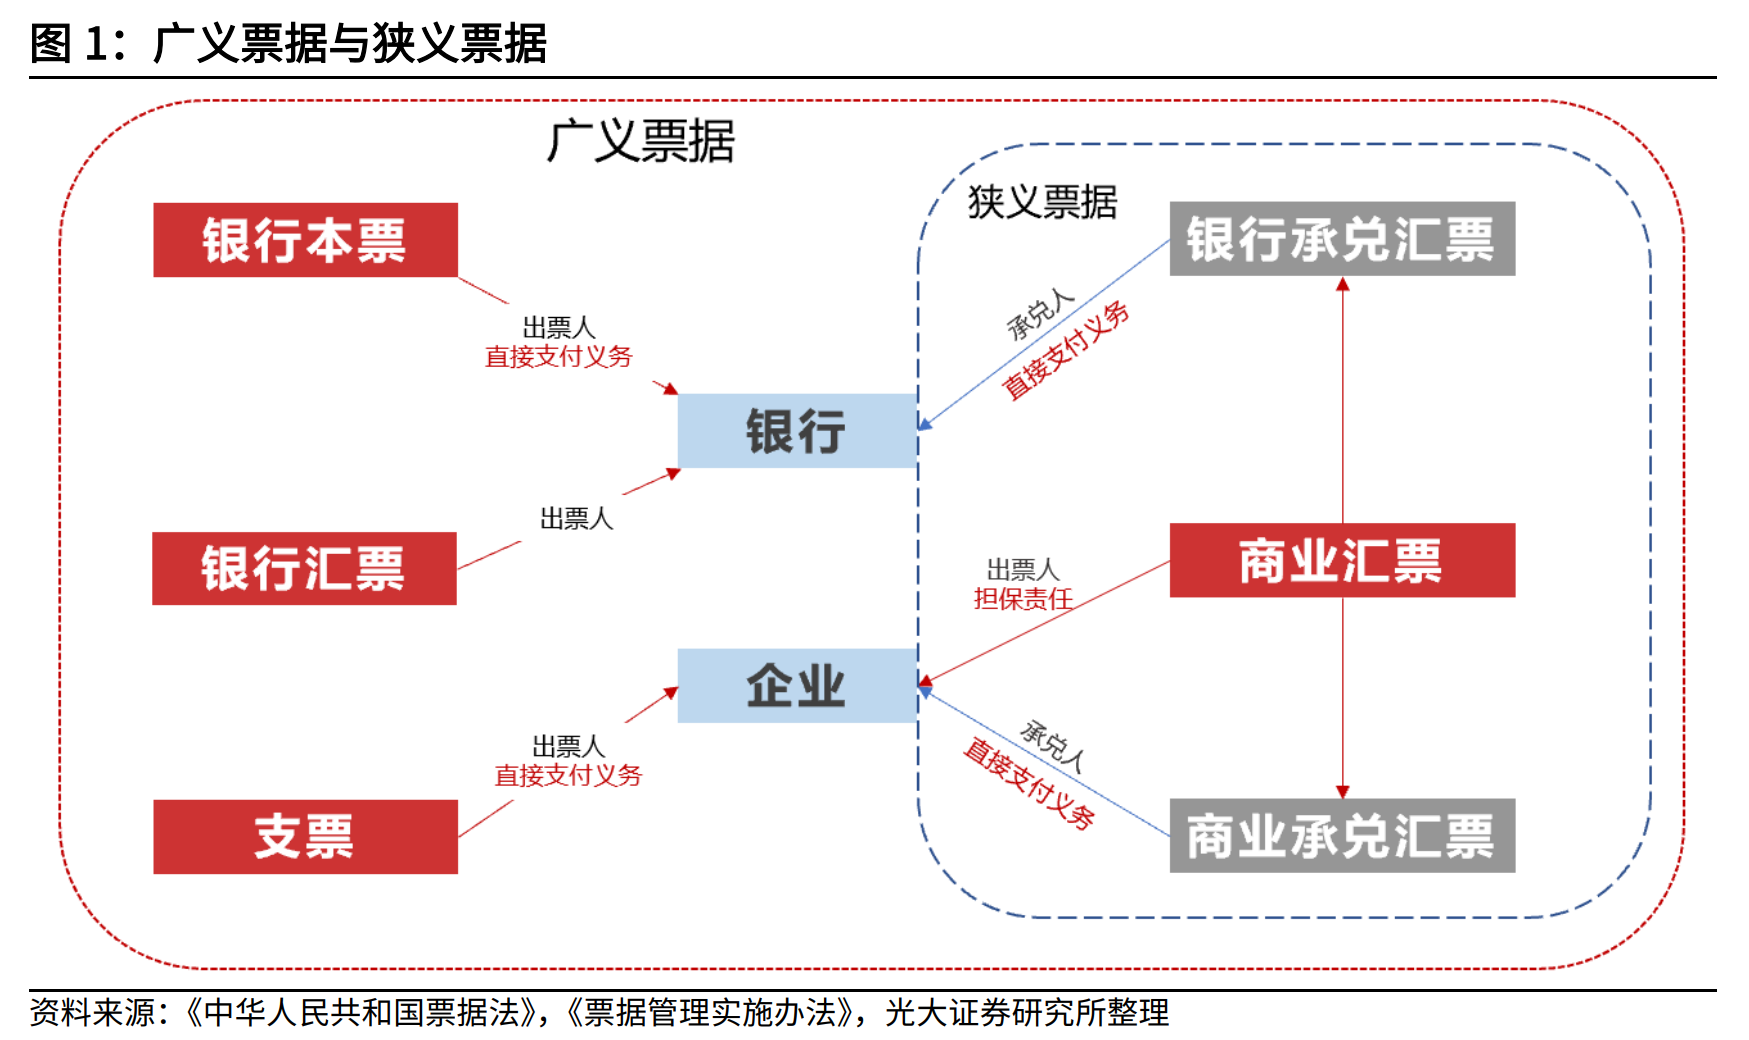 图 1：广义票据与狭义票据
广义票据
狭义票据
银行本票
银行承兑汇票
出票人
直接支付义务
承兑人
直接支付义务
银行
出票人
银行汇票
商业汇票
出票人
担保责任
企业
出票人
直接支付义务
承兑人
直接支付义务
支票
商业承兑汇票
资料来源：《中华人民共和国票据法》，《票据管理实施办法》，光大证券研究所整理